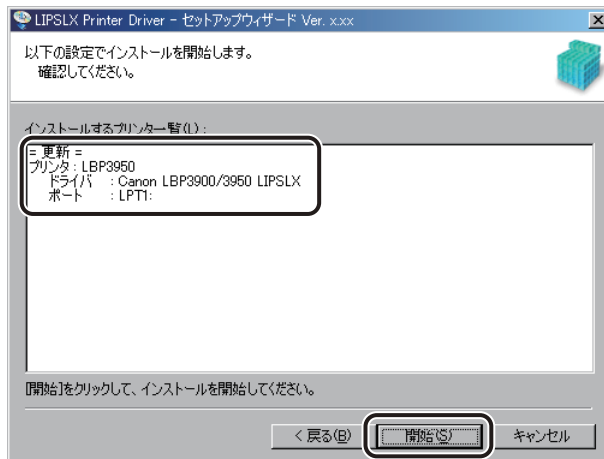 LIPSLX Printer Driver - セットアップウィザード Ver. x.xx
以下の設定でインストールを開始します。
確認してください。
インストールするプリンター覧(L):
= 更新 =
プリンタ: LBP3950
ドライバ : Canon LBP3900/3950 LIPSLX
ポート : LPT1:
[開始]をクリックして、インストールを開始してください。
< 戻る(B) 開始(S) キャンセル